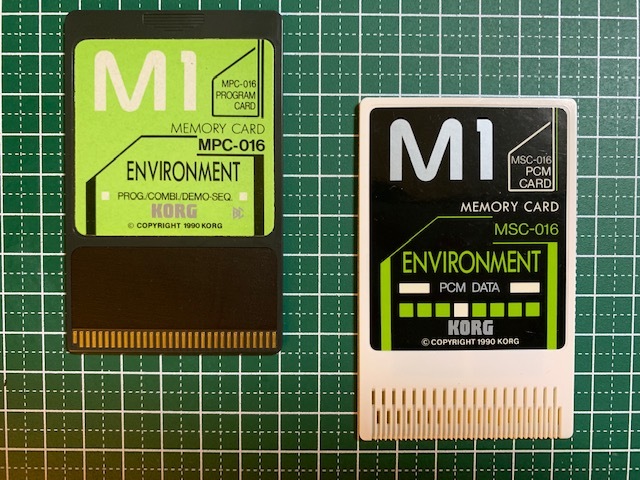 M1
MPC-016
PROGRAM
CARD
MEMORY CARD
MPC-016
ENVIRONMENT
PROG./COMBI./DEMO-SEQ.
KORG
© COPYRIGHT 1990 KORG
M1
MSC-016
PCM
CARD
MEMORY CARD
MSC-016
ENVIRONMENT
PCM DATA
KORG
© COPYRIGHT 1990 KORG